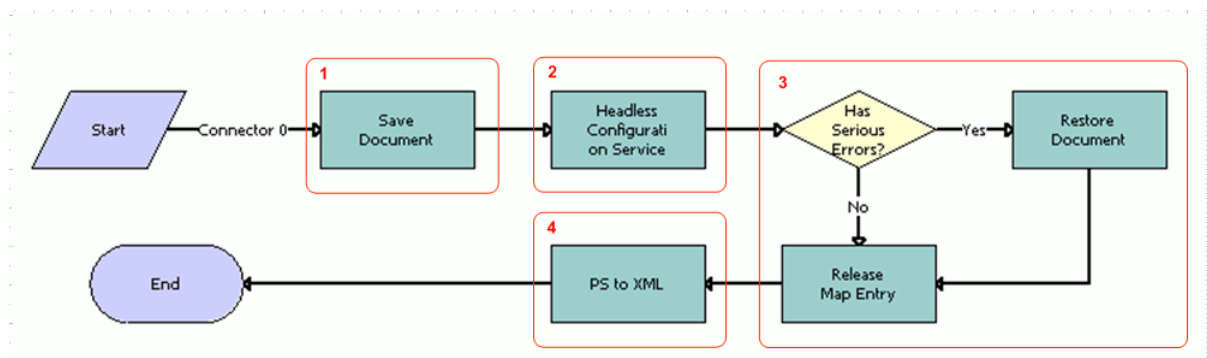 1
2
3
Start
Connector 0
Save
Document
Headless
Configurati
on Service
Has
Serious
Errors?
Yes
Restore
Document
No
4
End
PS to XML
Release
Map Entry